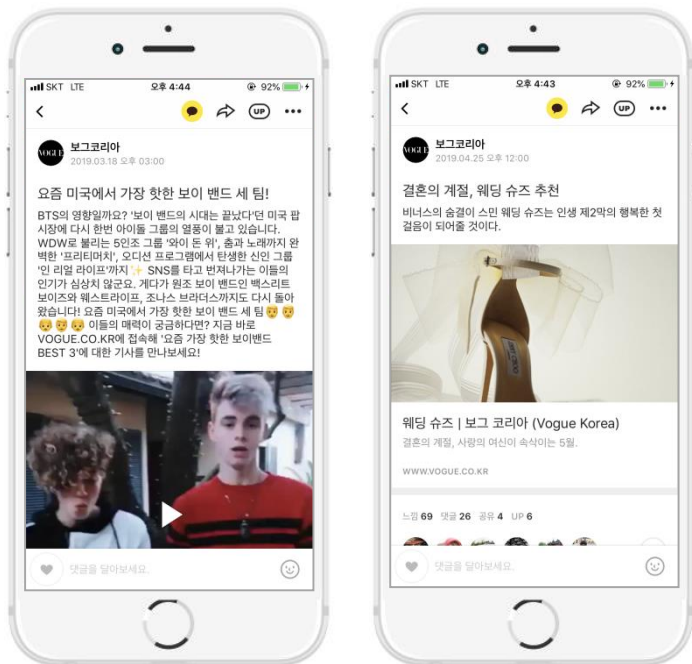 SKT LTE 오후 4:44 92%
UP
VOGUE
보그코리아
2019.03.18 오후 03:00
요즘 미국에서 가장 핫한 보이 밴드 세 팀!
BTS의 영향일까요? '보이 밴드의 시대는 끝났다'던 미국 팝
시장에 다시 한번 아이돌 그룹의 열풍이 불고 있습니다.
WDW로 불리는 5인조 그룹 '와이 돈 위', 춤과 노래까지 완
벽한 '프리티머치', 오디션 프로그램에서 탄생한 신인 그룹
'인 리얼 라이프'까지✨ SNS를 타고 번져나가는 이들의
인기가 심상치 않군요. 게다가 원조 보이 밴드인 백스리트
보이즈와 웨스트라이프, 조나스 브라더스까지도 다시 돌아
왔습니다! 요즘 미국에서 가장 핫한 보이 밴드 세 팀
이들의 매력이 궁금하다면? 지금 바로
VOGUE.CO.KR에 접속해 '요즘 가장 핫한 보이밴드
BEST 3'에 대한 기사를 만나보세요!
댓글을 달아보세요.
SKT LTE 오후 4:43 92%
UP
VOGUE
보그코리아
2019.04.25 오후 12:00
결혼의 계절, 웨딩 슈즈 추천
비너스의 숨결이 스민 웨딩 슈즈는 인생 제2막의 행복한 첫
걸음이 되어줄 것이다.
JIMMY CHOO
웨딩 슈즈 | 보그 코리아 (Vogue Korea)
결혼의 계절, 사랑의 여신이 속삭이는 5월.
WWW.VOGUE.CO.KR
느낌 69 댓글 26 공유 4 UP 6
댓글을 달아보세요.